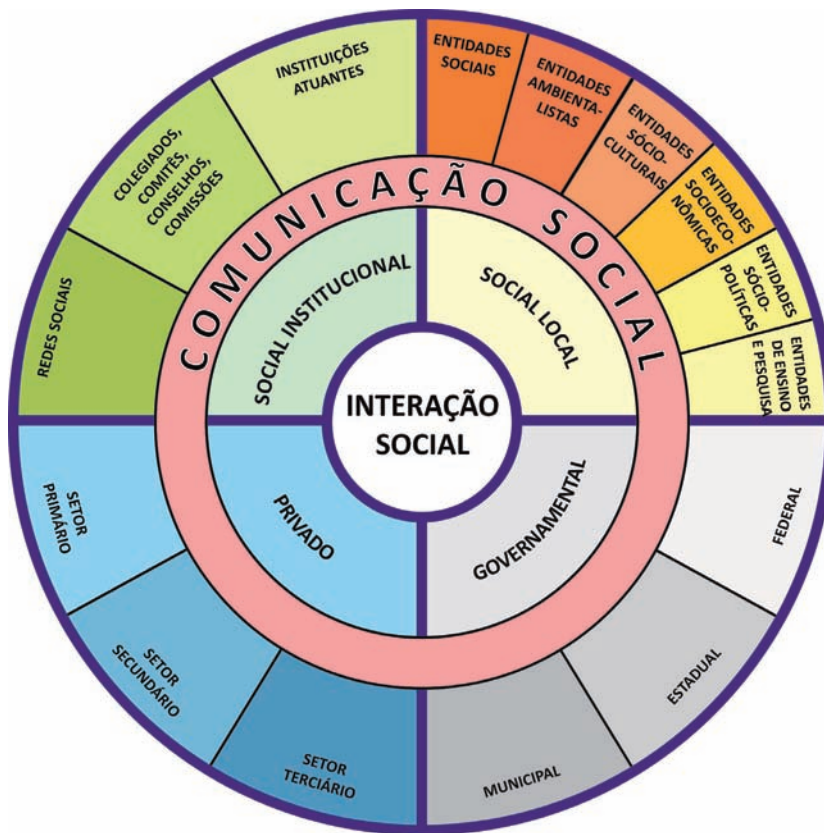 INSTITUIÇÕES
ATUANTES
ENTIDADES
SOCIAIS
ENTIDADES
AMBIENTA-
LISTAS
ENTIDADES
SÓCIO-
CULTURAIS
ENTIDADES
SOCIOECO-
NÔMICAS
ENTIDADES
SÓCIO-
POLÍTICAS
ENTIDADES
DE ENSINO
E PESQUISA
COLEGIADOS,
COMITÊS,
CONSELHOS,
COMISSÕES
REDES SOCIAIS
COMUNICAÇÃO SOCIAL
SOCIAL INSTITUCIONAL
SOCIAL LOCAL
INTERAÇÃO
SOCIAL
PRIVADO
GOVERNAMENTAL
SETOR
PRIMÁRIO
SETOR
SECUNDÁRIO
SETOR
TERCIÁRIO
MUNICIPAL
ESTADUAL
FEDERAL